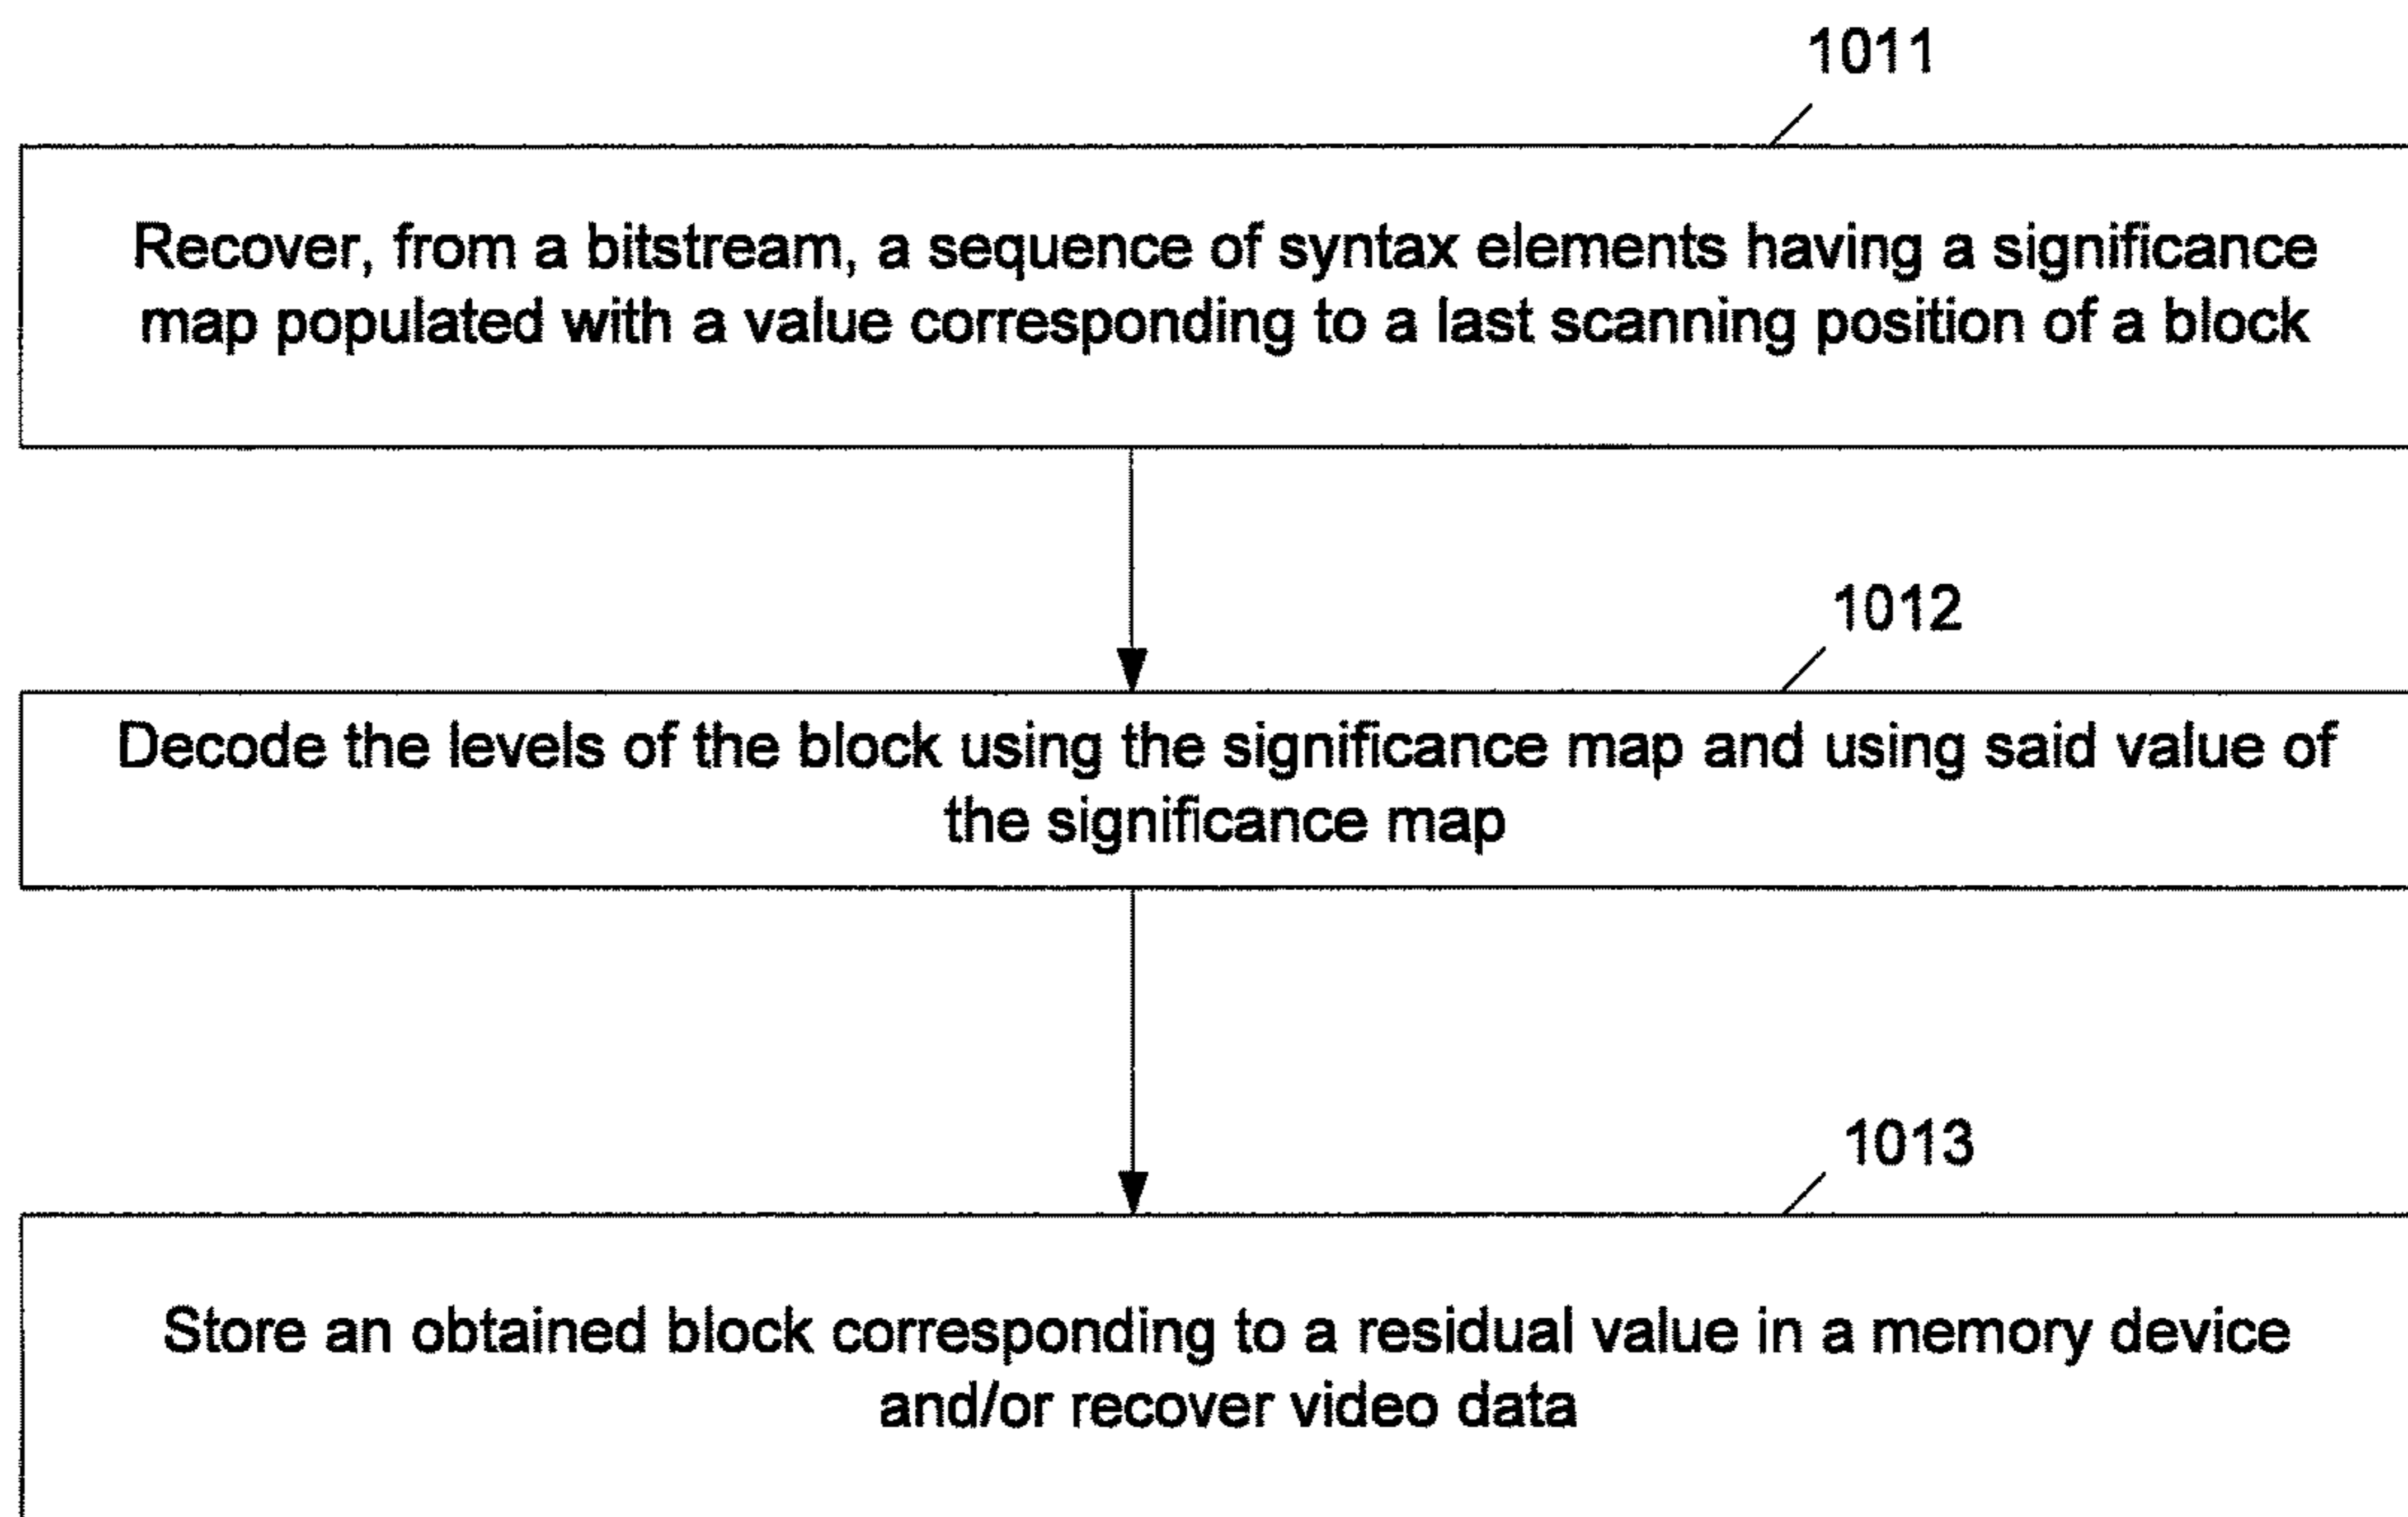 1011
Recover, from a bitstream, a sequence of syntax elements having a significance
map populated with a value corresponding to a last scanning position of a block
1012
Decode the levels of the block using the significance map and using said value of
the significance map
1013
Store an obtained block corresponding to a residual value in a memory device
and/or recover video data